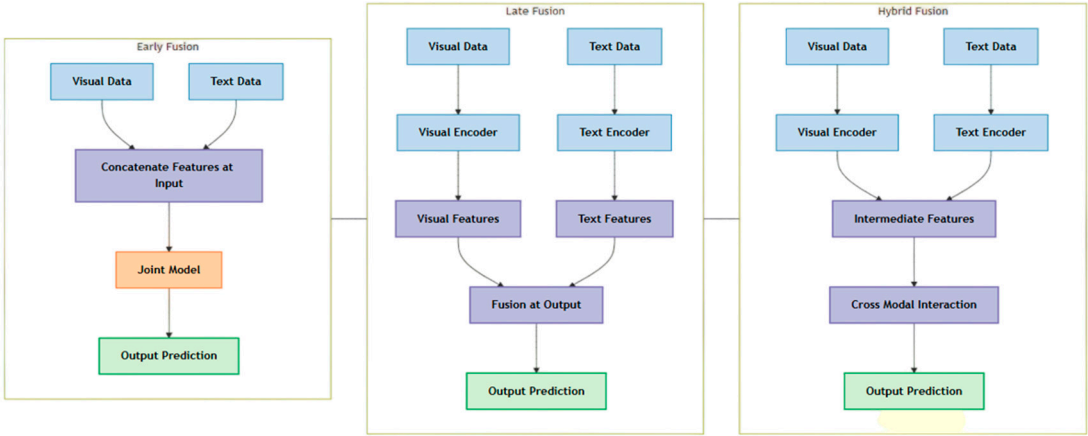 Early Fusion
Visual Data
Text Data
Concatenate Features at
Input
Joint Model
Output Prediction
Late Fusion
Visual Data
Text Data
Visual Encoder
Text Encoder
Visual Features
Text Features
Fusion at Output
Output Prediction
Hybrid Fusion
Visual Data
Text Data
Visual Encoder
Text Encoder
Intermediate Features
Cross Modal Interaction
Output Prediction